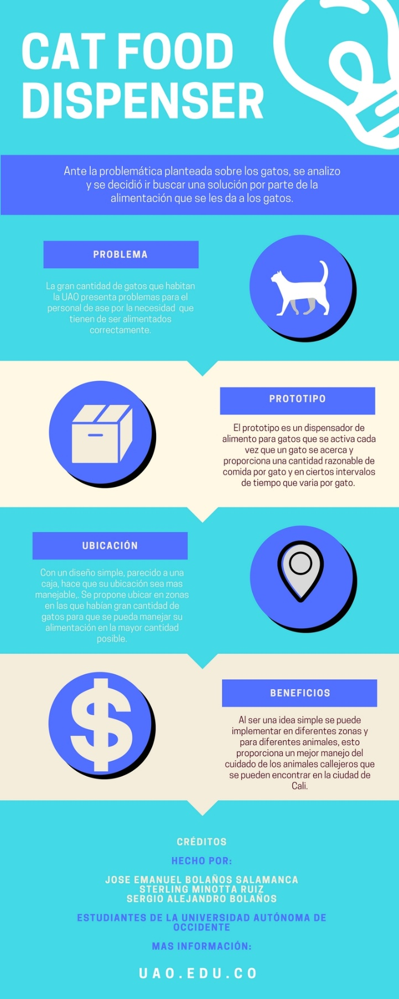 CAT FOOD
DISPENSER
Ante la problemática planteada sobre los gatos, se analizo
y se decidió ir buscar una solución por parte de la
alimentación que se les da a los gatos.
PROBLEMA
La gran cantidad de gatos que habitan
la UAO presenta problemas para el
personal de ase por la necesidad que
tienen de ser alimentados
correctamente.
PROTOTIPO
El prototipo es un dispensador de
alimento para gatos que se activa cada
vez que un gato se acerca y
proporciona una cantidad razonable de
comida por gato y en ciertos intervalos
de tiempo que varia por gato.
UBICACIÓN
Con un diseño simple, parecido a una
caja, hace que su ubicación sea mas
manejable,. Se propone ubicar en zonas
en las que habían gran cantidad de
gatos para que se pueda manejar su
alimentación en la mayor cantidad
posible.
BENEFICIOS
Al ser una idea simple se puede
implementar en diferentes zonas y
para diferentes animales, esto
proporciona un mejor manejo del
cuidado de los animales callejeros que
se pueden encontrar en la ciudad de
Cali.
CRÉDITOS
HECHO POR:
JOSE EMANUEL BOLAÑOS SALAMANCA
STERLING MINOTTA RUIZ
SERGIO ALEJANDRO BOLAÑOS
ESTUDIANTES DE LA UNIVERSIDAD AUTÓNOMA DE
OCCIDENTE
MAS INFORMACIÓN:
UAO.EDU.CO